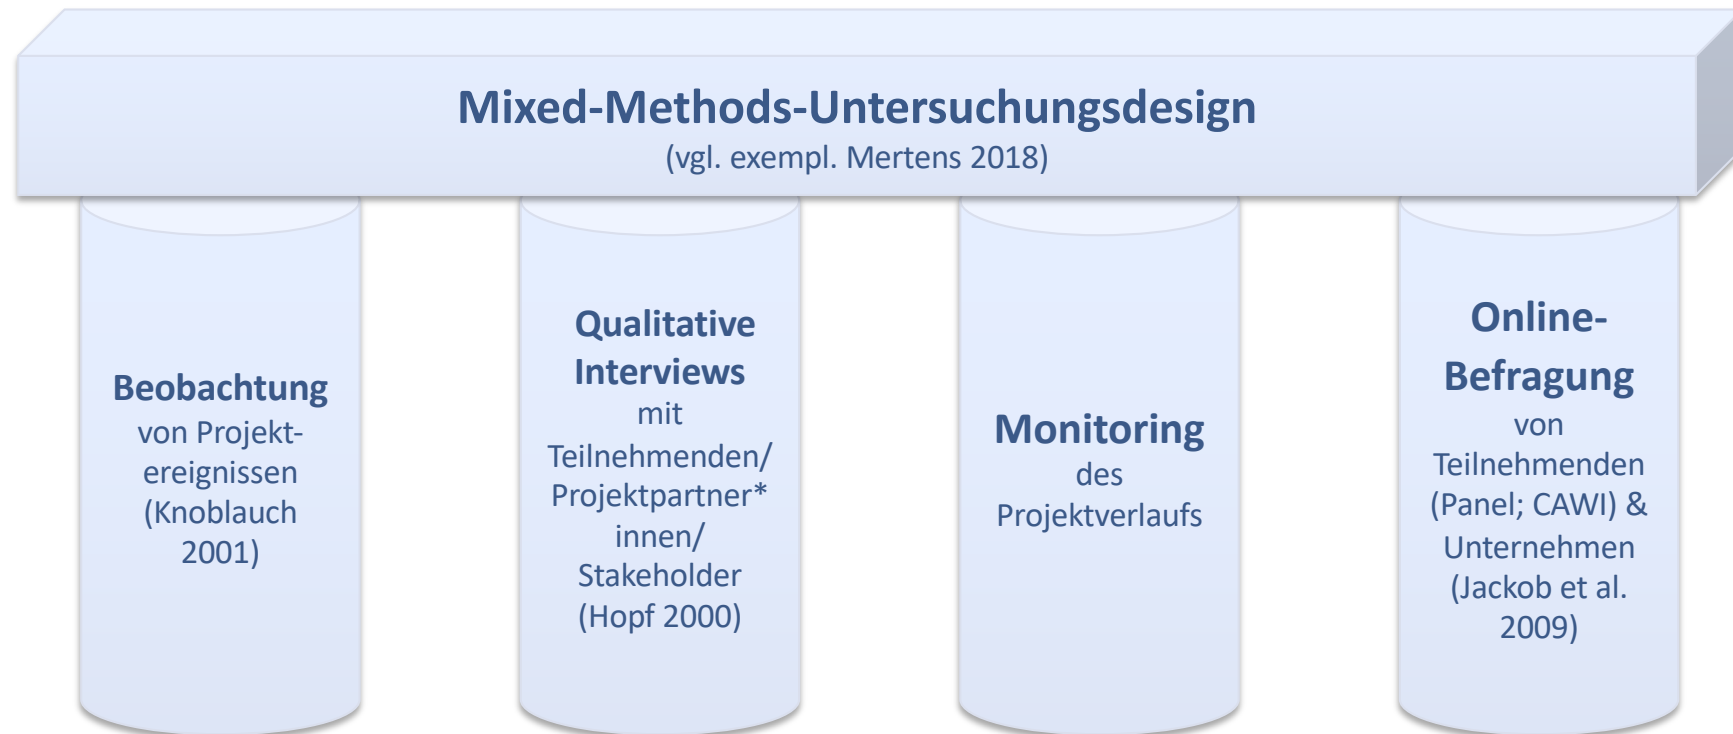 Mixed-Methods-Untersuchungsdesign
(vgl. exempl. Mertens 2018)
Beobachtung
von Projekt-
ereignissen
(Knoblauch
2001)
Qualitative
Interviews
mit
Teilnehmenden/
Projektpartner*
innen/
Stakeholder
(Hopf 2000)
Monitoring
des
Projektverlaufs
Online-
Befragung
von
Teilnehmenden
(Panel; CAWI) &
Unternehmen
(Jackob et al.
2009)